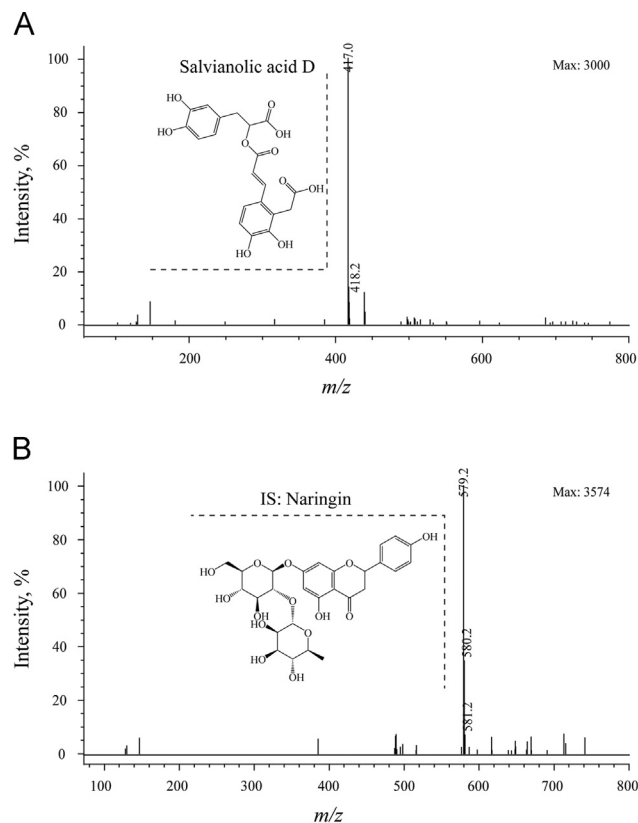 A
100
80
60
40
20
0
Intensity, %
Salvianolic acid D
417.0
418.2
Max: 3000
HO
HO
O
OH
O
O
O
OH
HO
OH
200
400
600
800
m/z
B
100
80
60
40
20
0
Intensity, %
IS: Naringin
579.2
580.2
581.2
Max: 3574
OH
HO
O
O
O
HO
OH
O
OH
O
HO
O
HO
OH
100
200
300
400
500
600
700
800
m/z